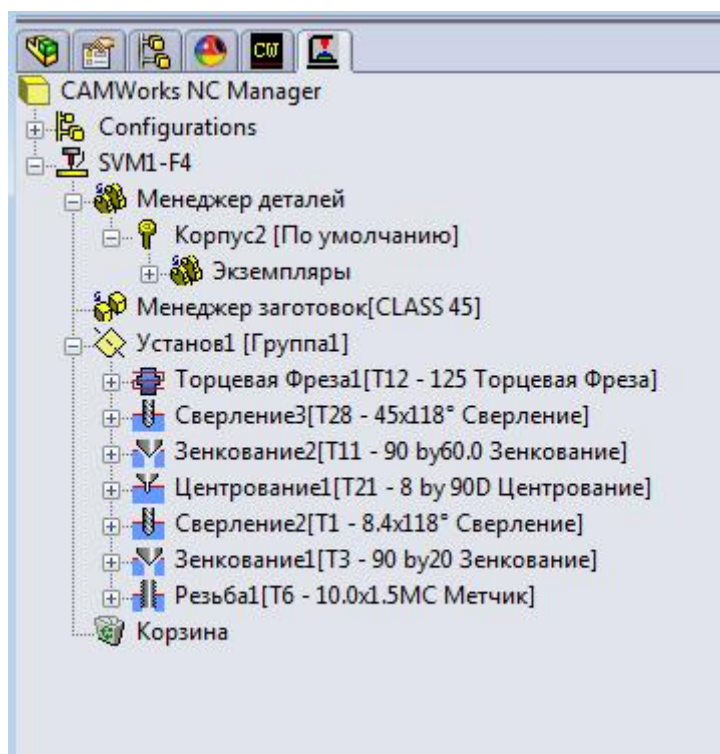 CW
CAMWorks NC Manager
Configurations
SVM1-F4
Менеджер деталей
Корпус2 [По умолчанию]
Экземпляры
Менеджер заготовок[CLASS 45]
Установ1 [Группа1]
Торцевая Фреза1[T12 - 125 Торцевая Фреза]
Сверление3[T28 - 45x118° Сверление]
Зенкование2[T11 - 90 by60.0 Зенкование]
Центрование1[T21 - 8 by 90D Центрование]
Сверление2[T1 - 8.4x118° Сверление]
Зенкование1[T3 - 90 by20 Зенкование]
Резьба1[T6 - 10.0x1.5MC Метчик]
Корзина